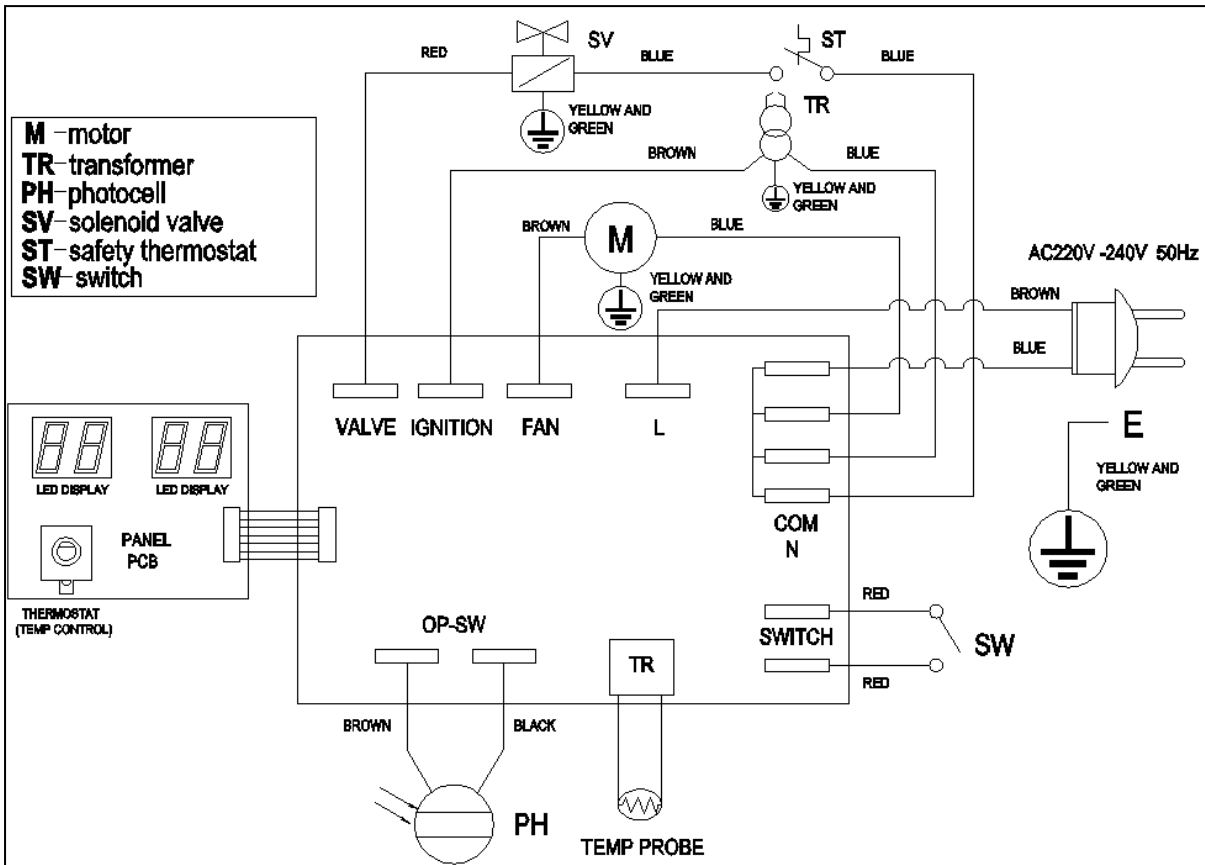 SV
ST
RED
BLUE
BLUE
YELLOW AND
GREEN
TR
M-motor
TR-transformer
PH-photocell
SV-solenoid valve
ST-safety thermostat
SW-switch
BROWN
BLUE
YELLOW AND
GREEN
BROWN
M
BLUE
YELLOW AND
GREEN
AC220V -240V 50Hz
BROWN
BLUE
VALVE
IGNITION
FAN
L
E
YELLOW AND
GREEN
88
88
LED DISPLAY
LED DISPLAY
COM
N
PANEL
PCB
THERMOSTAT
(TEMP CONTROL)
OP-SW
RED
SWITCH
SW
RED
TR
BROWN
BLACK
PH
TEMP PROBE